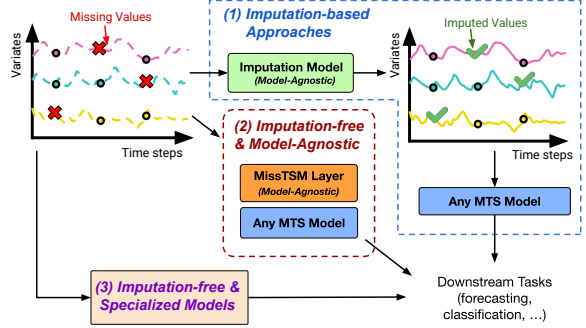 Missing Values
Variates
Time steps
(1) Imputation-based
Approaches
Imputation Model
(Model-Agnostic)
Imputed Values
Variates
Time steps
(2) Imputation-free
& Model-Agnostic
MissTSM Layer
(Model-Agnostic)
Any MTS Model
Any MTS Model
(3) Imputation-free &
Specialized Models
Downstream Tasks
(forecasting,
classification, ...)